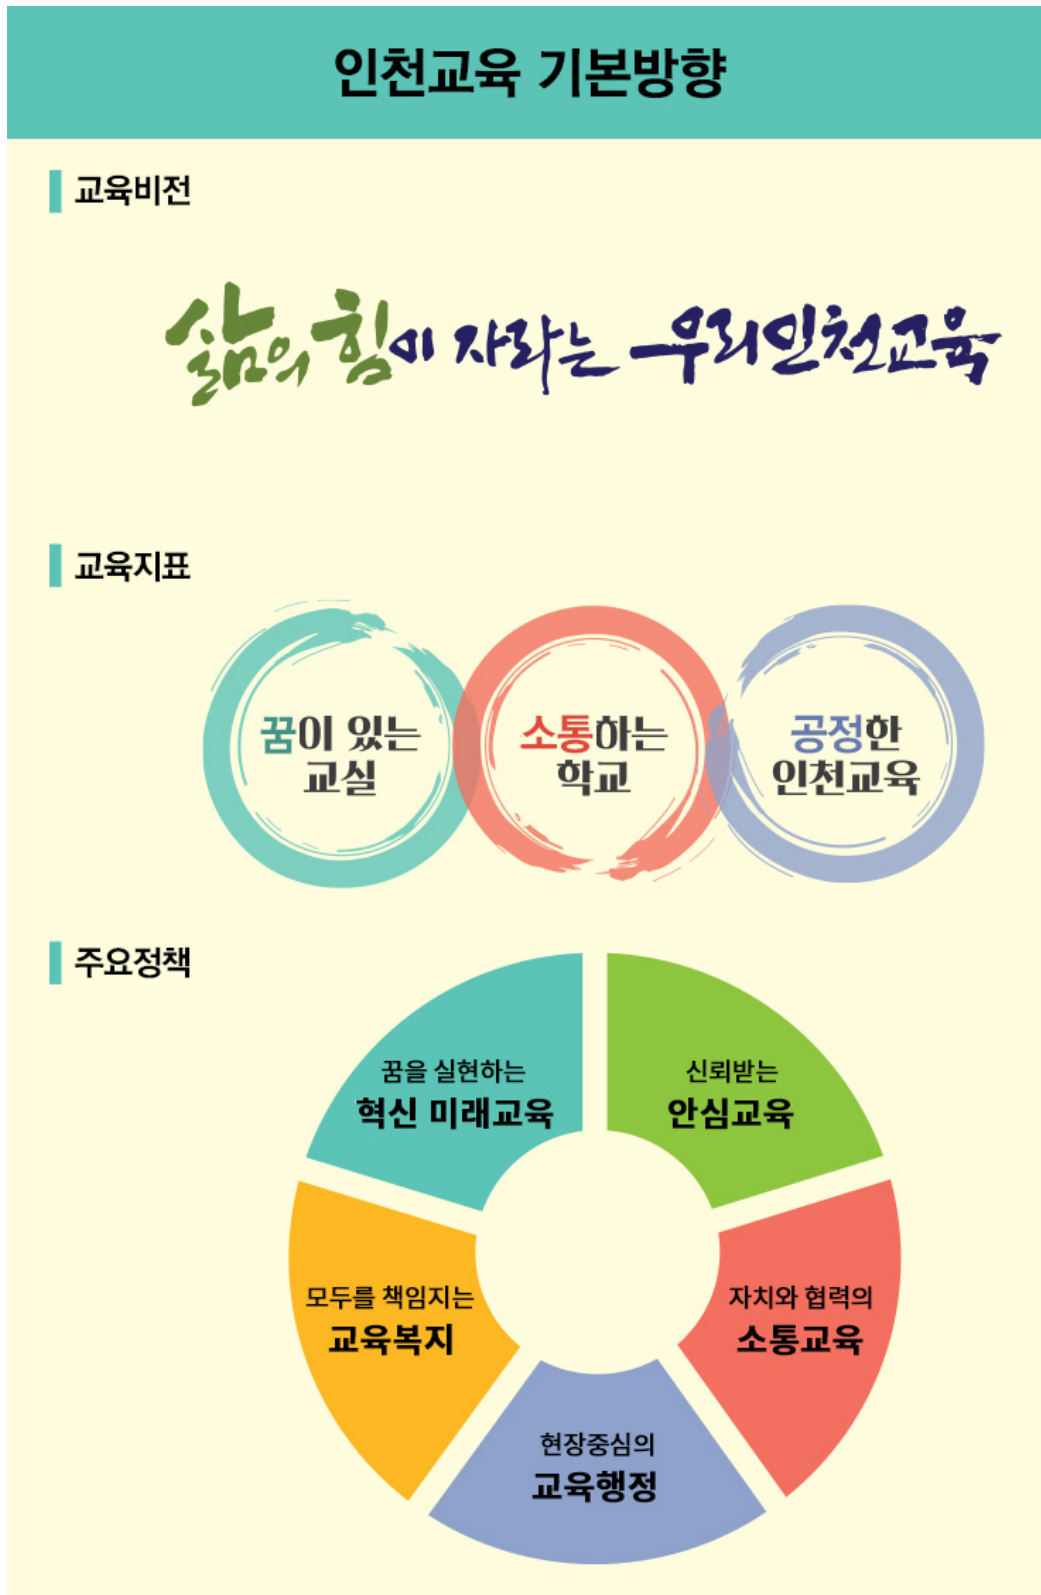 인천교육 기본방향
교육비전
삶의 힘이 자라는 우리인천교육
교육지표
꿈이 있는
교실
소통하는
학교
공정한
인천교육
주요정책
꿈을 실현하는
혁신 미래교육
신뢰받는
안심교육
모두를 책임지는
교육복지
자치와 협력의
소통교육
현장중심의
교육행정